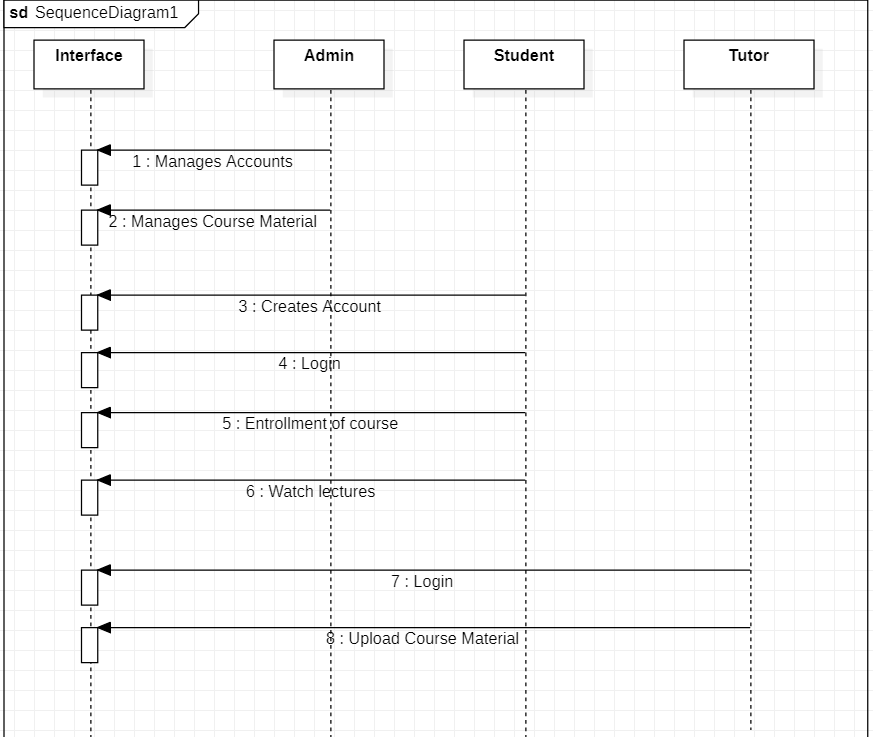 sd SequenceDiagram1
Interface Admin Student Tutor
1 : Manages Accounts
2 : Manages Course Material
3 : Creates Account
4 : Login
5 : Entrollment of course
6 : Watch lectures
7 : Login
8 : Upload Course Material